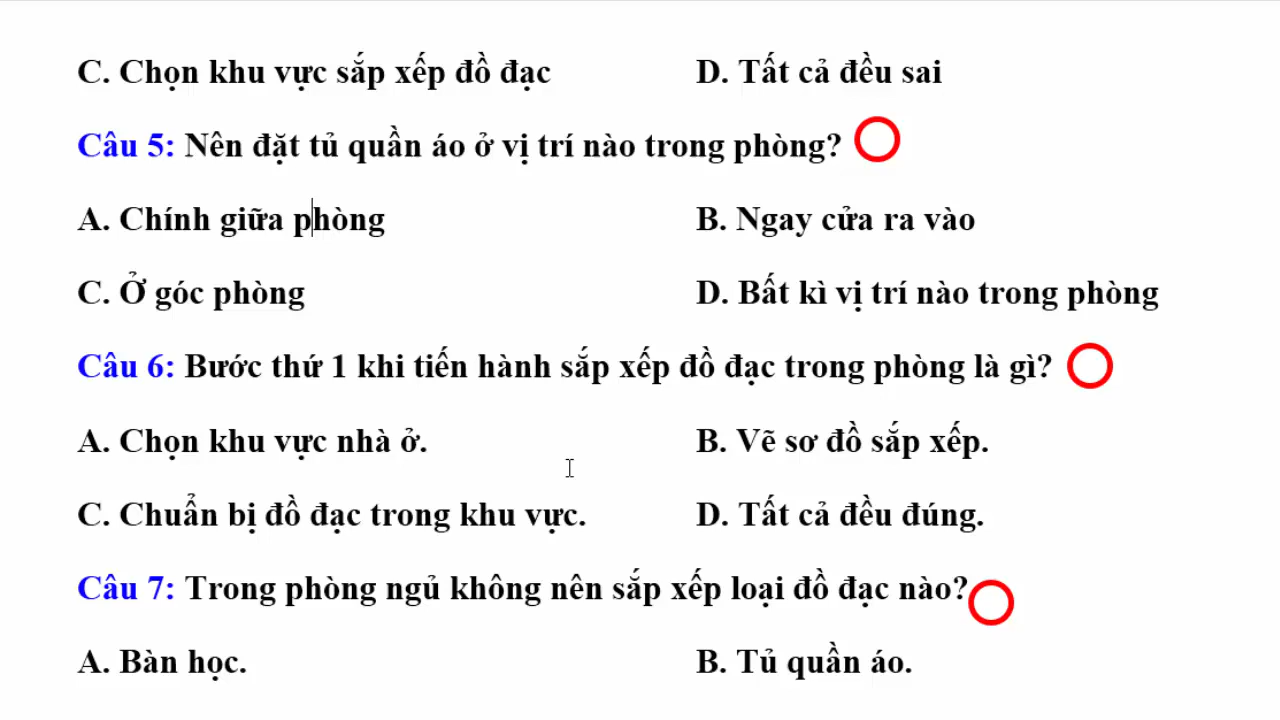 C. Chọn khu vực sắp xếp đồ đạc D. Tất cả đều sai
Câu 5: Nên đặt tủ quần áo ở vị trí nào trong phòng?
A. Chính giữa phòng B. Ngay cửa ra vào
C. Ở góc phòng D. Bất kì vị trí nào trong phòng
Câu 6: Bước thứ 1 khi tiến hành sắp xếp đồ đạc trong phòng là gì?
A. Chọn khu vực nhà ở. B. Vẽ sơ đồ sắp xếp.
C. Chuẩn bị đồ đạc trong khu vực. D. Tất cả đều đúng.
Câu 7: Trong phòng ngủ không nên sắp xếp loại đồ đạc nào?
A. Bàn học. B. Tủ quần áo.